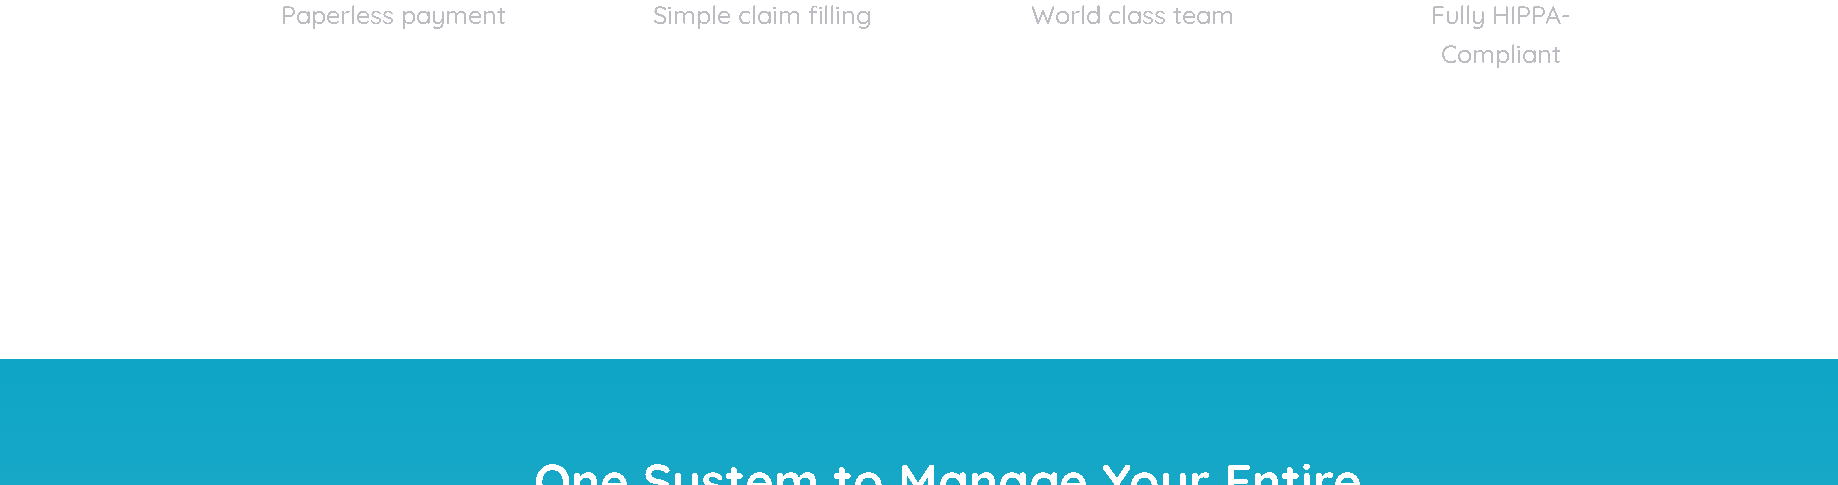 Paperless payment
Simple claim filling
World class team
Fully HIPPA-
Compliant
One System to Manage Your Entire